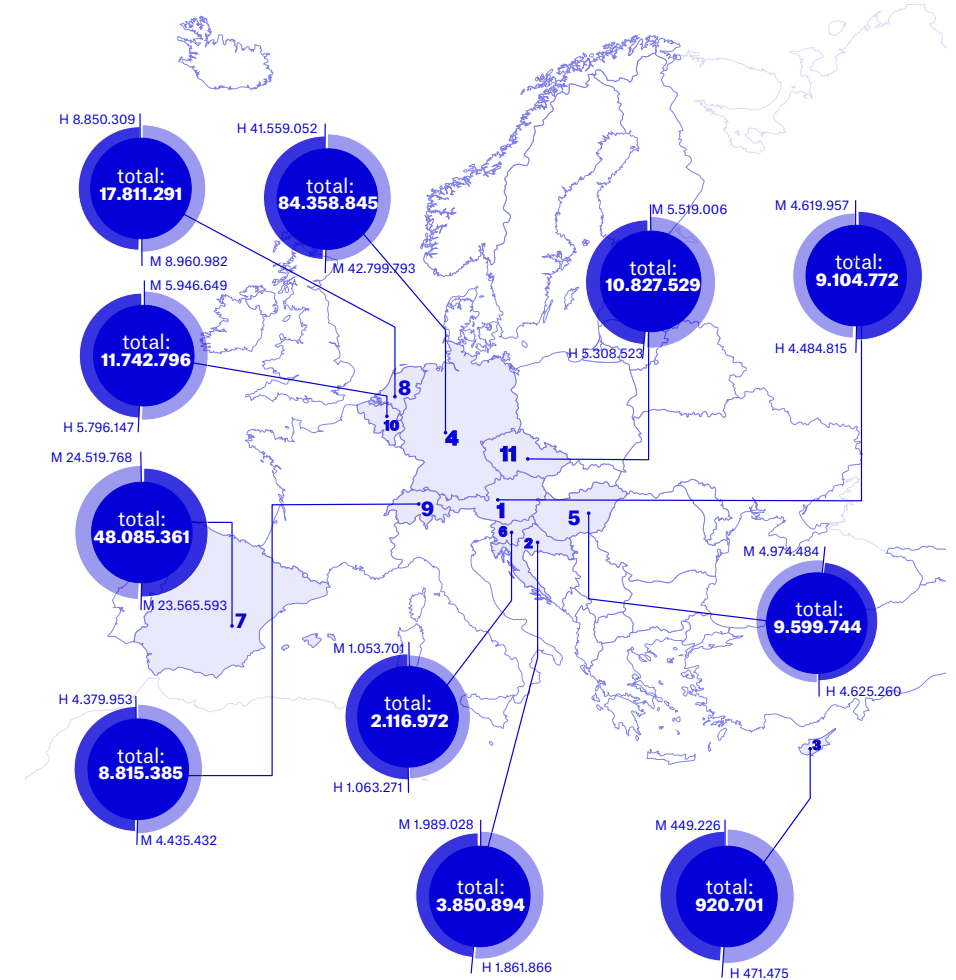 H 8.850.309
total:
17.811.291
M 8.960.982
H 41.559.052
total:
84.358.845
M 42.799.793
M 5.519.006
total:
10.827.529
H 5.308.523
M 4.619.957
total:
9.104.772
H 4.484.815
M 5.946.649
total:
11.742.796
H 5.796.147
8
10
4
11
M 24.519.768
total:
48.085.361
M 23.565.593
9
1
5
6
2
7
M 4.974.484
total:
9.599.744
H 4.625.260
M 1.053.701
total:
2.116.972
H 1.063.271
H 4.379.953
total:
8.815.385
M 4.435.432
3
M 1.989.028
total:
3.850.894
H 1.861.866
M 449.226
total:
920.701
H 471.475